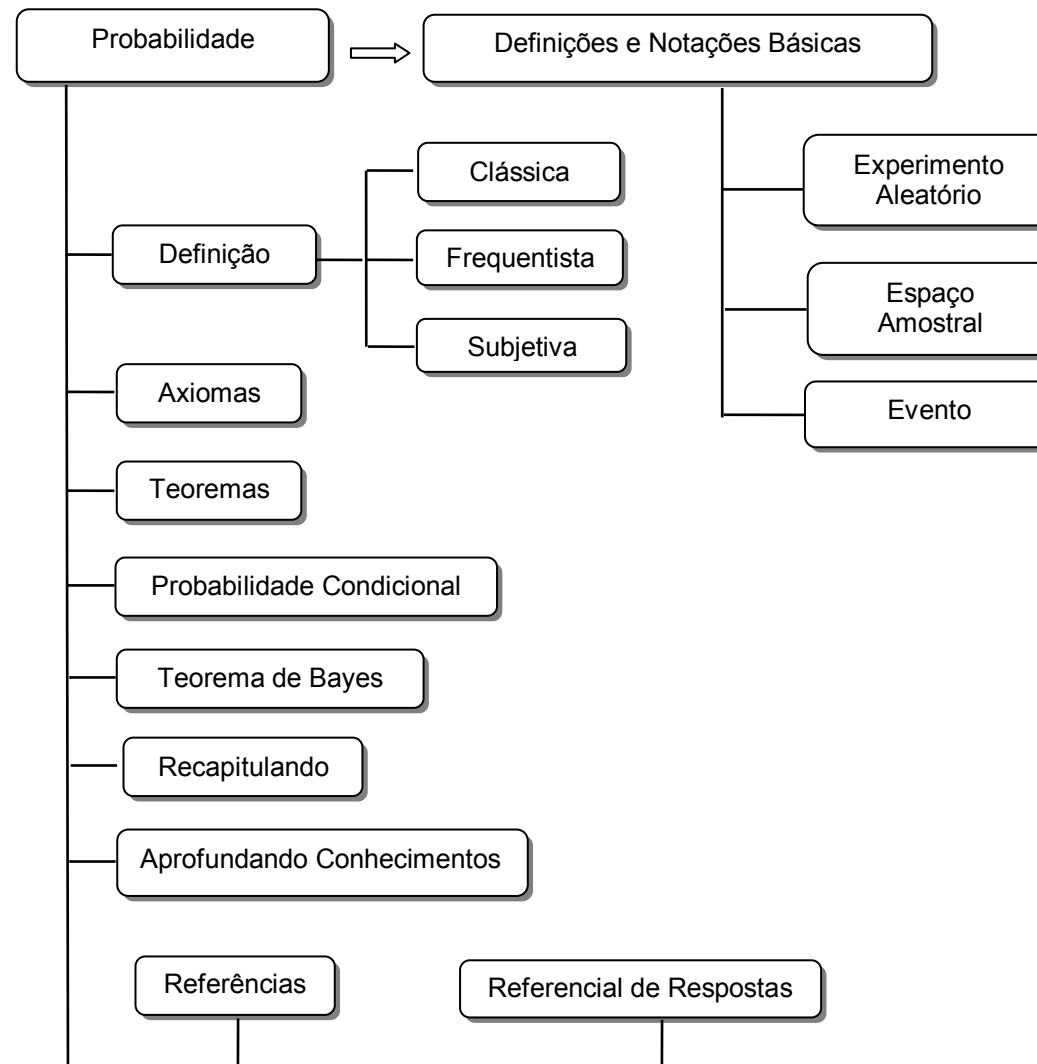 Probabilidade
Definições e Notações Básicas
Clássica
Experimento
Aleatório
Definição
Frequentista
Espaço
Amostral
Subjetiva
Axiomas
Evento
Teoremas
Probabilidade Condicional
Teorema de Bayes
Recapitulando
Aprofundando Conhecimentos
Referências
Referencial de Respostas